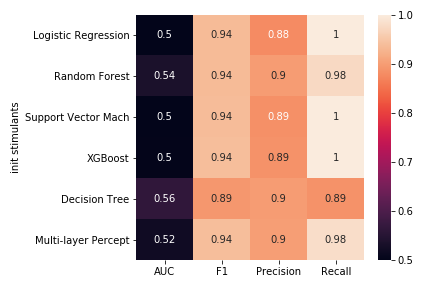 init stimulants
Logistic Regression 0.5 0.94 0.88 1
Random Forest 0.54 0.94 0.9 0.98
Support Vector Mach 0.5 0.94 0.89 1
XGBoost 0.5 0.94 0.89 1
Decision Tree 0.56 0.89 0.9 0.89
Multi-layer Percept 0.52 0.94 0.9 0.98
AUC F1 Precision Recall
1.0
0.9
0.8
0.7
0.6
0.5